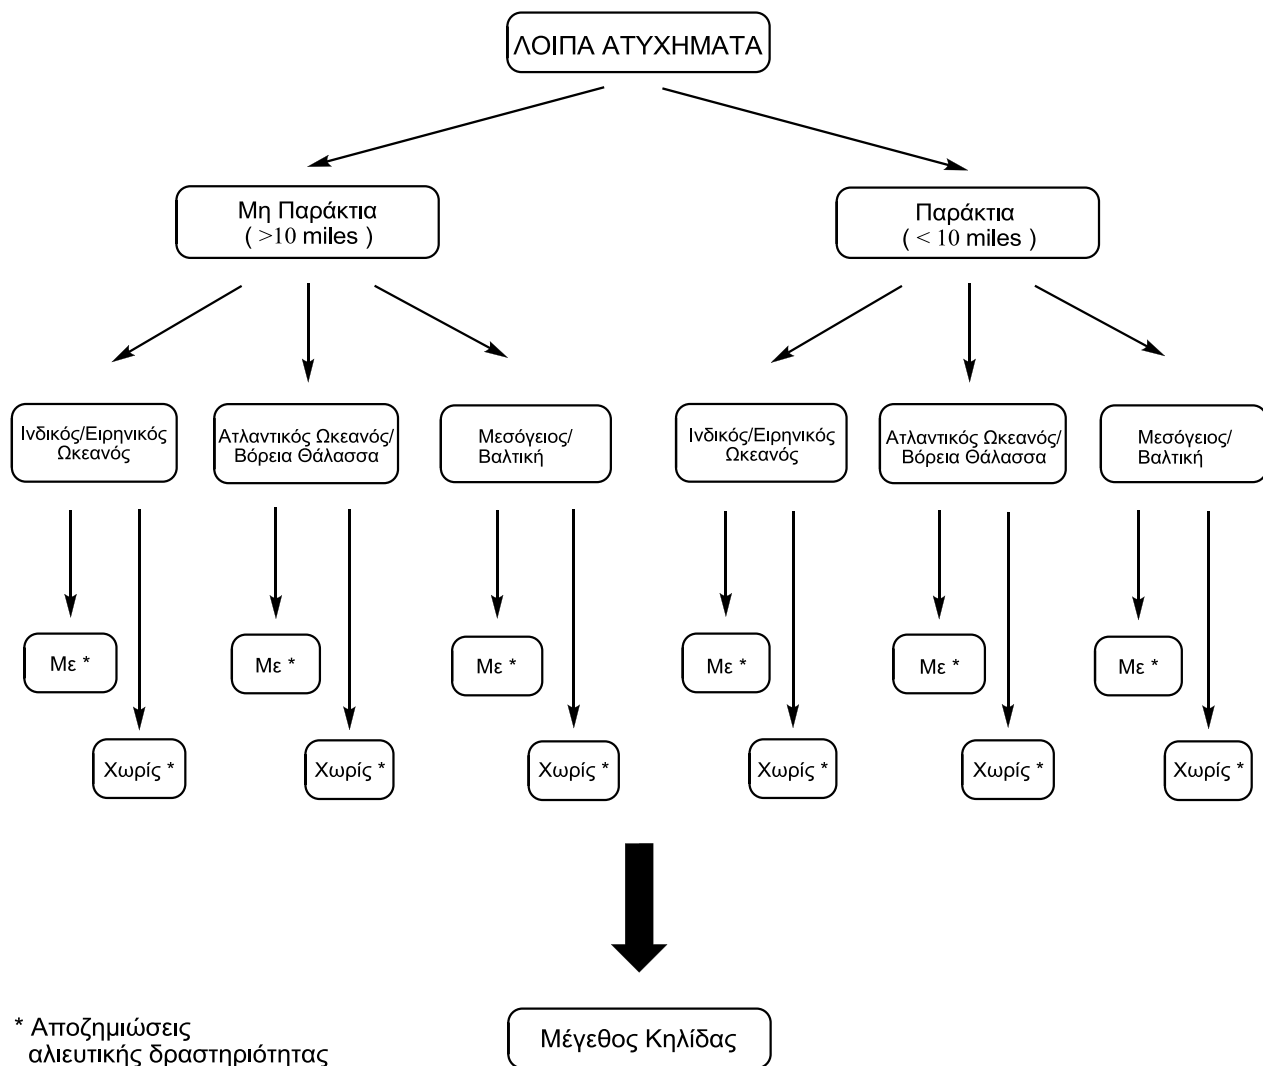 ΛΟΙΠΑ ΑΤΥΧΗΜΑΤΑ
Μη Παράκτια
( >10 miles )
Παράκτια
( < 10 miles )
Ινδικός/Ειρηνικός
Ωκεανός
Ατλαντικός Ωκεανός/
Βόρεια Θάλασσα
Μεσόγειος/
Βαλτική
Ινδικός/Ειρηνικός
Ωκεανός
Ατλαντικός Ωκεανός/
Βόρεια Θάλασσα
Μεσόγειος/
Βαλτική
Με *
Με *
Με *
Με *
Με *
Με *
Χωρίς *
Χωρίς *
Χωρίς *
Χωρίς *
Χωρίς *
Χωρίς *
* Αποζημιώσεις
αλιευτικής δραστηριότητας
Μέγεθος Κηλίδας